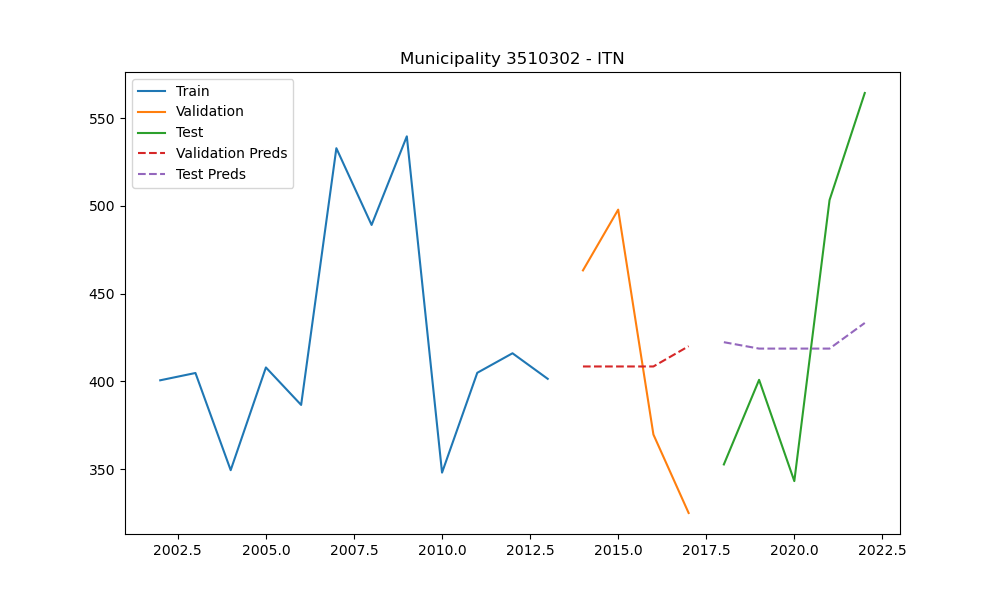 Municipality 3510302 - ITN
Train
Validation
Test
Validation Preds
Test Preds
550
500
450
400
350
2002.5 2005.0 2007.5 2010.0 2012.5 2015.0 2017.5 2020.0 2022.5